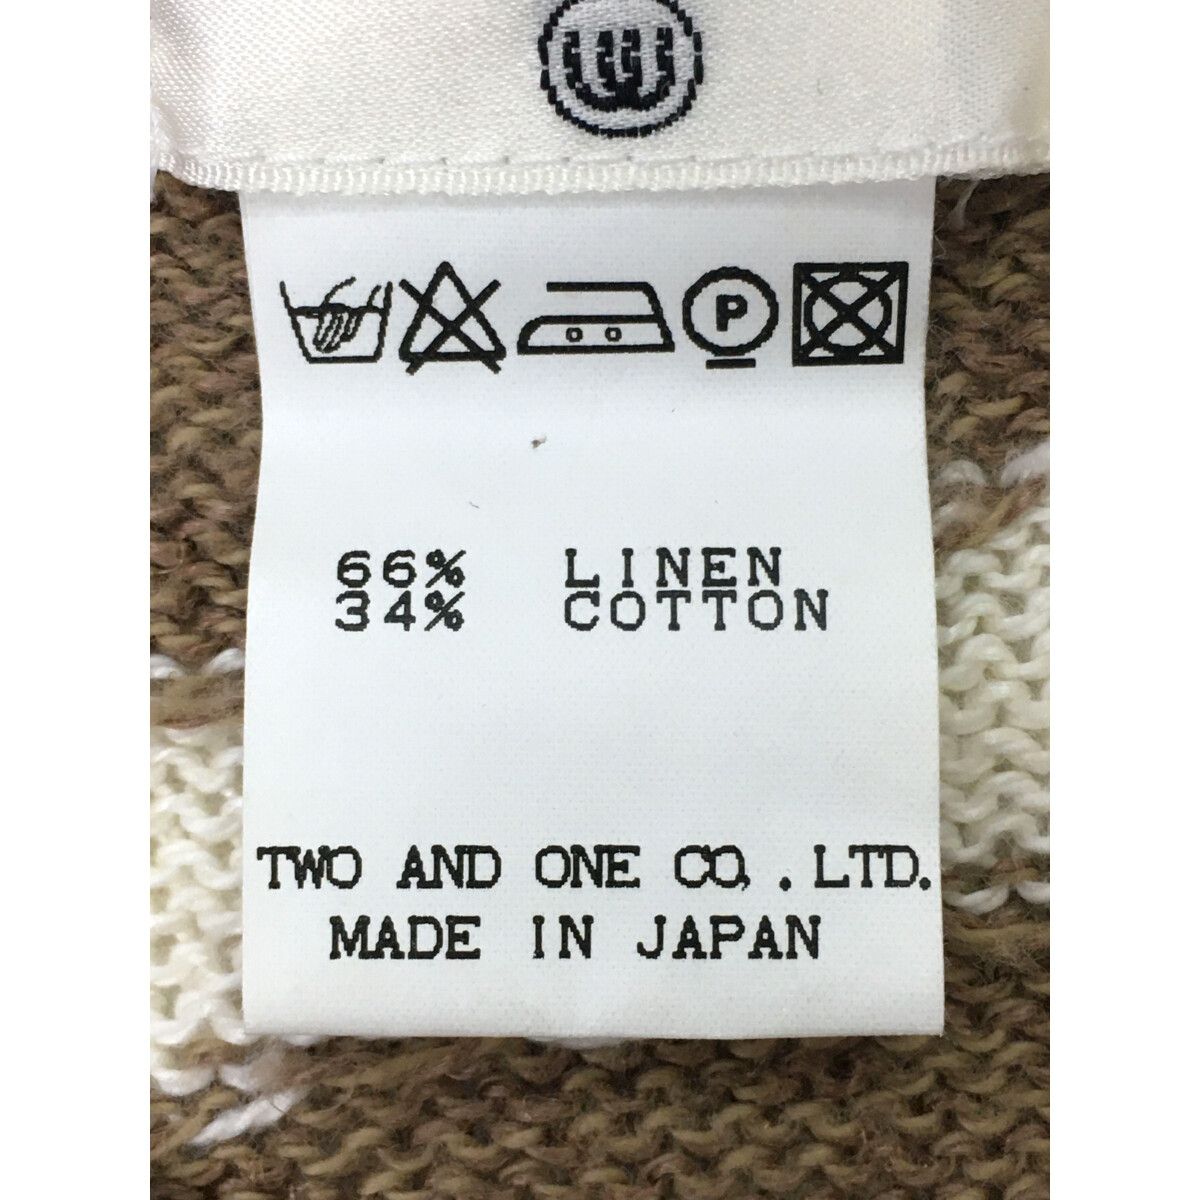 P
66% LINEN
34% COTTON
TWO AND ONE CO,.LTD.
MADE IN JAPAN